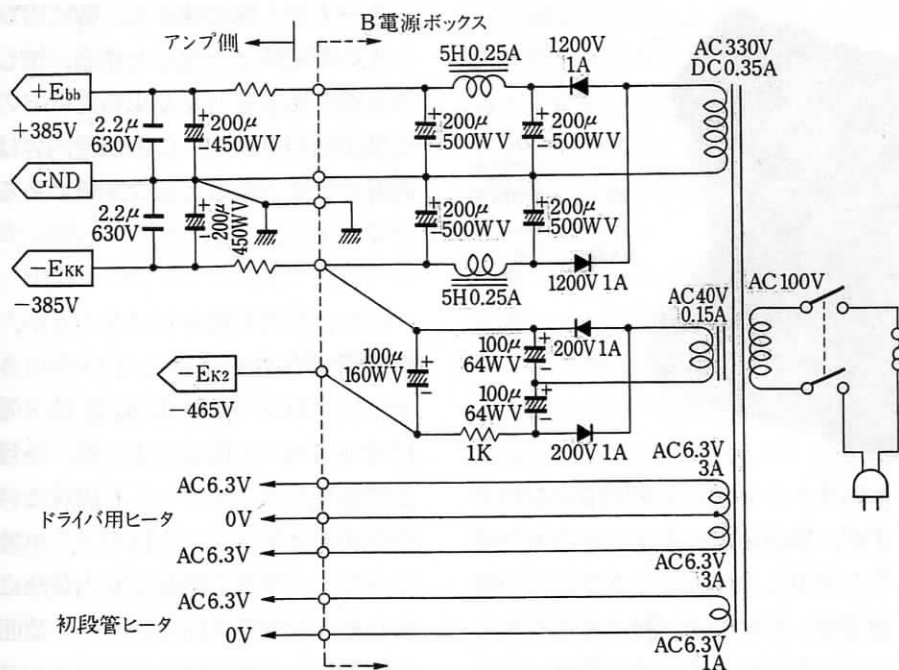 B電源ボックス
アンプ側
5H 0.25A
1200V
1A
AC330V
DC0.35A
+Ebb
+385V
2.2μ
630V
+
200μ
-450WV
+
200μ
-500WV
+
200μ
-500WV
GND
2.2μ
630V
+
200μ
450WV
-
+
200μ
-500WV
+
200μ
-500WV
-EKK
-385V
5H 0.25A
1200V 1A
AC40V
0.15A
AC100V
200V 1A
100μ
160WV
+
-
100μ
64WV
+
-
100μ
64WV
+
-
-EK2
-465V
1K
200V 1A
AC6.3V
3A
AC6.3V
ドライバ用ヒータ
0V
AC6.3V
AC6.3V
3A
AC6.3V
初段管ヒータ
0V
AC6.3V
1A